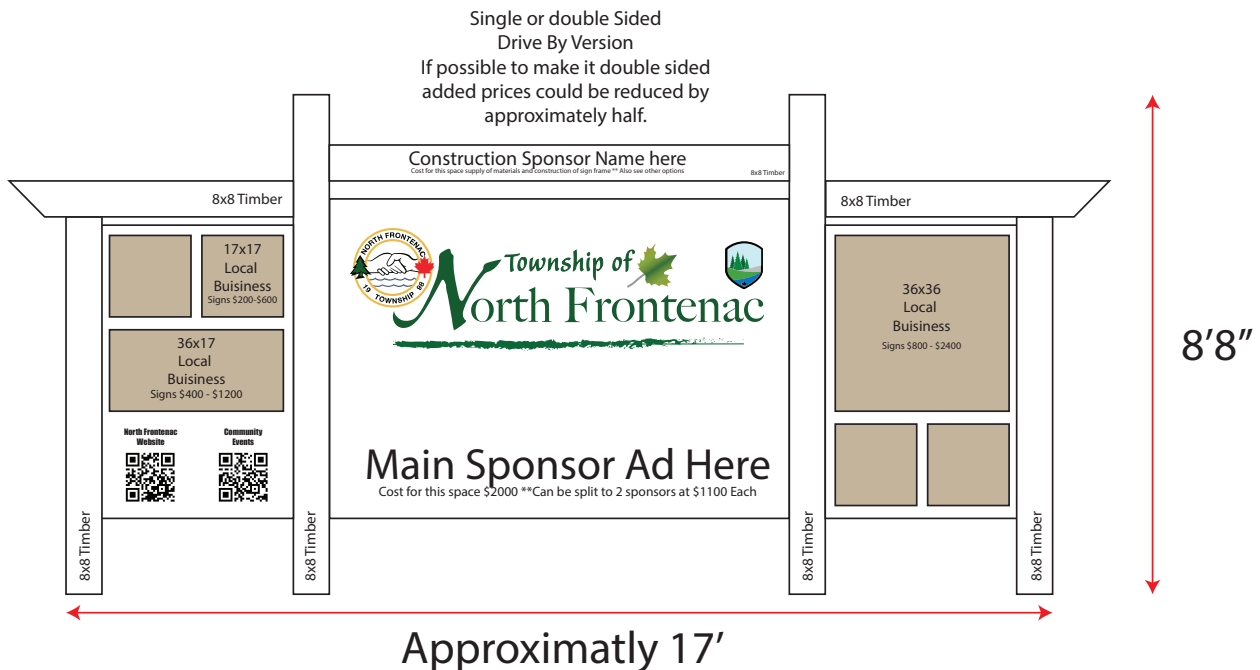 Single or double Sided
Drive By Version
If possible to make it double sided
added prices could be reduced by
approximately half.
Construction Sponsor Name here
Cost for this space supply of materials and construction of sign frame ** Also see other options
8x8 Timber
8x8 Timber
8x8 Timber
17x17
Local
Buisiness
Signs $200-$600
36x17
Local
Buisiness
Signs $400 - $1200
North Frontenac
Website
Community
Events
NORTH FRONTENAC
19 TOWNSHIP 98
Township of
North Frontenac
Main Sponsor Ad Here
Cost for this space $2000 **Can be split to 2 sponsors at $1100 Each
36x36
Local
Buisiness
Signs $800 - $2400
8x8 Timber
8x8 Timber
8x8 Timber
8x8 Timber
8'8"
Approximatly 17'